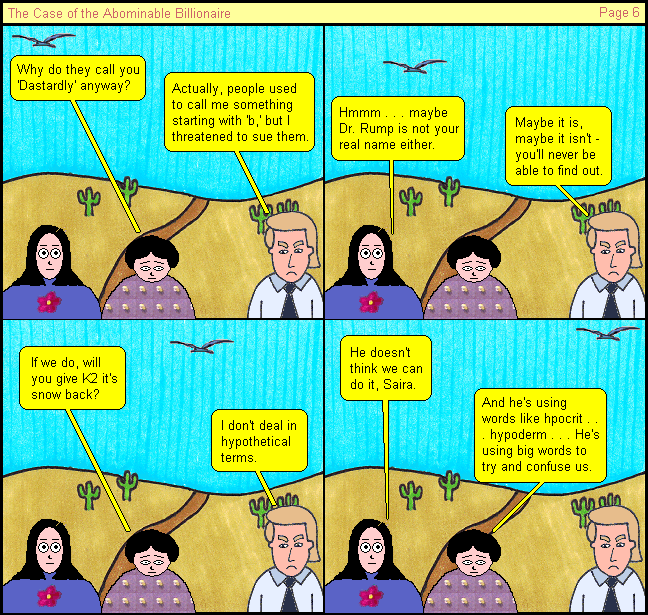 The Case of the Abominable Billionaire
Page 6
Why do they call you
'Dastardly' anyway?
Actually, people used
to call me something
starting with 'b,' but I
threatened to sue them.
Hmmm . . . maybe
Dr. Rump is not your
real name either.
Maybe it is,
maybe it isn't -
you'll never be
able to find out.
If we do, will
you give K2 it's
snow back?
I don't deal in
hypothetical
terms.
He doesn't
think we can
do it, Saira.
And he's using
words like hpocrit . .
. hypoderm . . . He's
using big words to
try and confuse us.